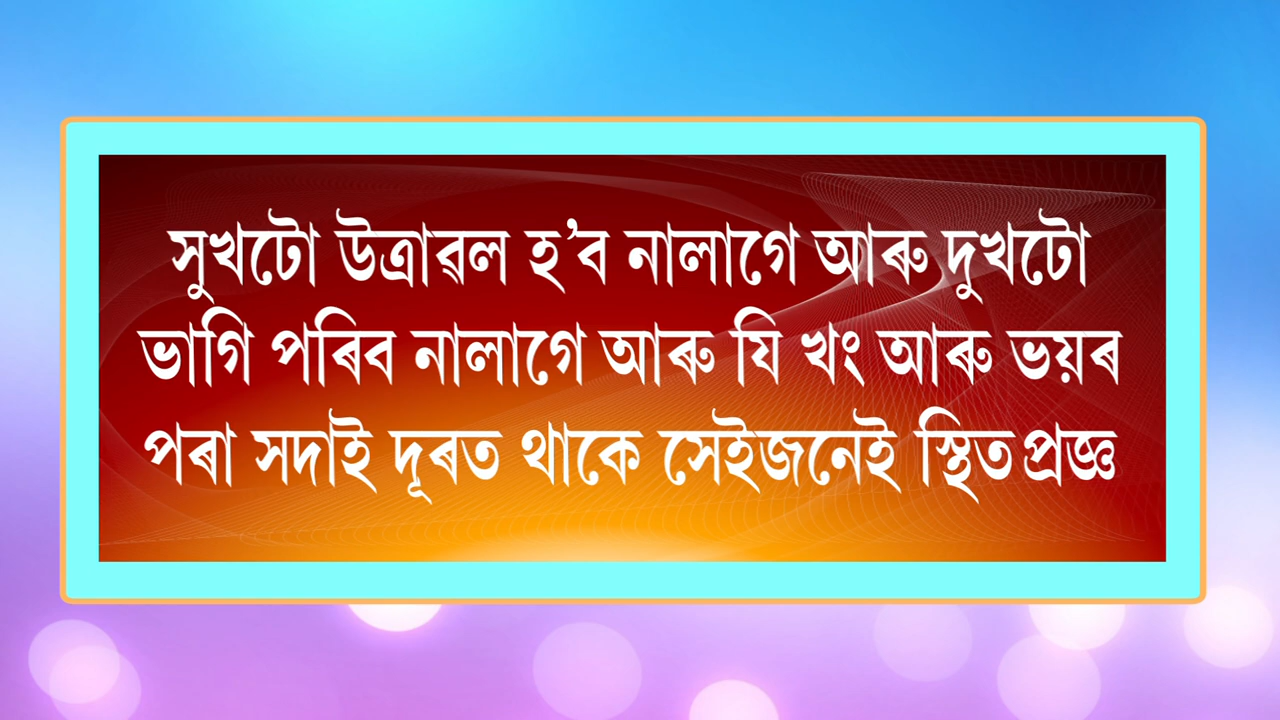 সুখটো উত্রাৱল হ’ব নালাগে আৰু দুখটো
ভাগি পৰিব নালাগে আৰু যি খং আৰু ভয়ৰ
পৰা সদাই দূৰত থাকে সেইজনেই স্থিতপ্ৰজ্ঞ